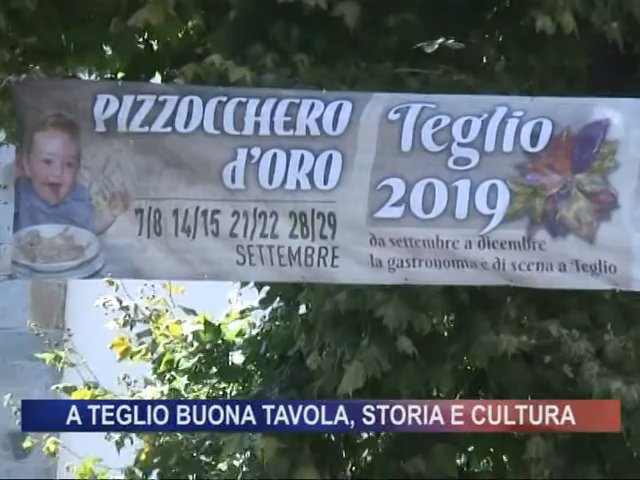 PIZZOCCHERO
d'ORO
7/8 14/15 21/22 28/29
SETTEMBRE
Teglio
2019
da settembre a dicembre
la gastronomia è di scena a Teglio
A TEGLIO BUONA TAVOLA, STORIA E CULTURA